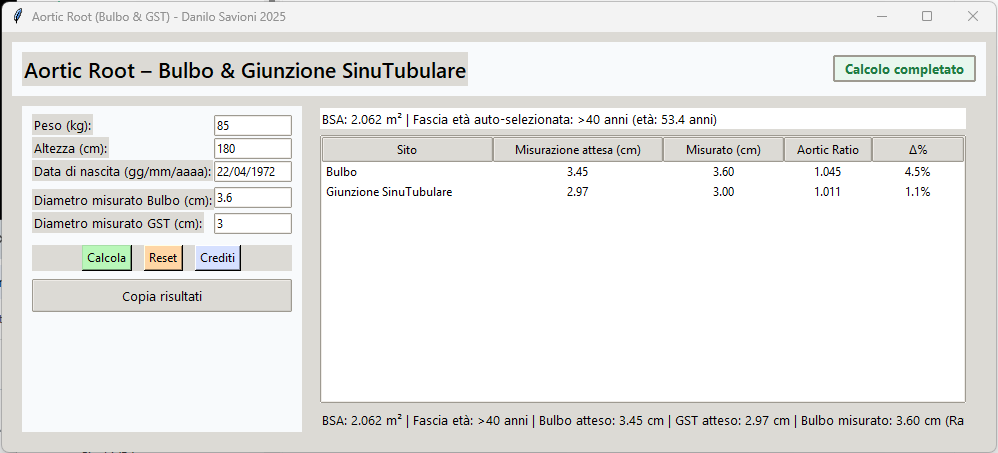 Aortic Root (Bulbo & GST) - Danilo Savioni 2025
Aortic Root – Bulbo & Giunzione SinuTubulare
Calcolo completato
Peso (kg): 85
Altezza (cm): 180
Data di nascita (gg/mm/aaaa): 22/04/1972
Diametro misurato Bulbo (cm): 3.6
Diametro misurato GST (cm): 3
Calcola Reset Crediti
Copia risultati
BSA: 2.062 m² | Fascia età auto-selezionata: >40 anni (età: 53.4 anni)
Sito Misurazione attesa (cm) Misurato (cm) Aortic Ratio Δ%
Bulbo 3.45 3.60 1.045 4.5%
Giunzione SinuTubulare 2.97 3.00 1.011 1.1%
BSA: 2.062 m² | Fascia età: >40 anni | Bulbo atteso: 3.45 cm | GST atteso: 2.97 cm | Bulbo misurato: 3.60 cm (Ra